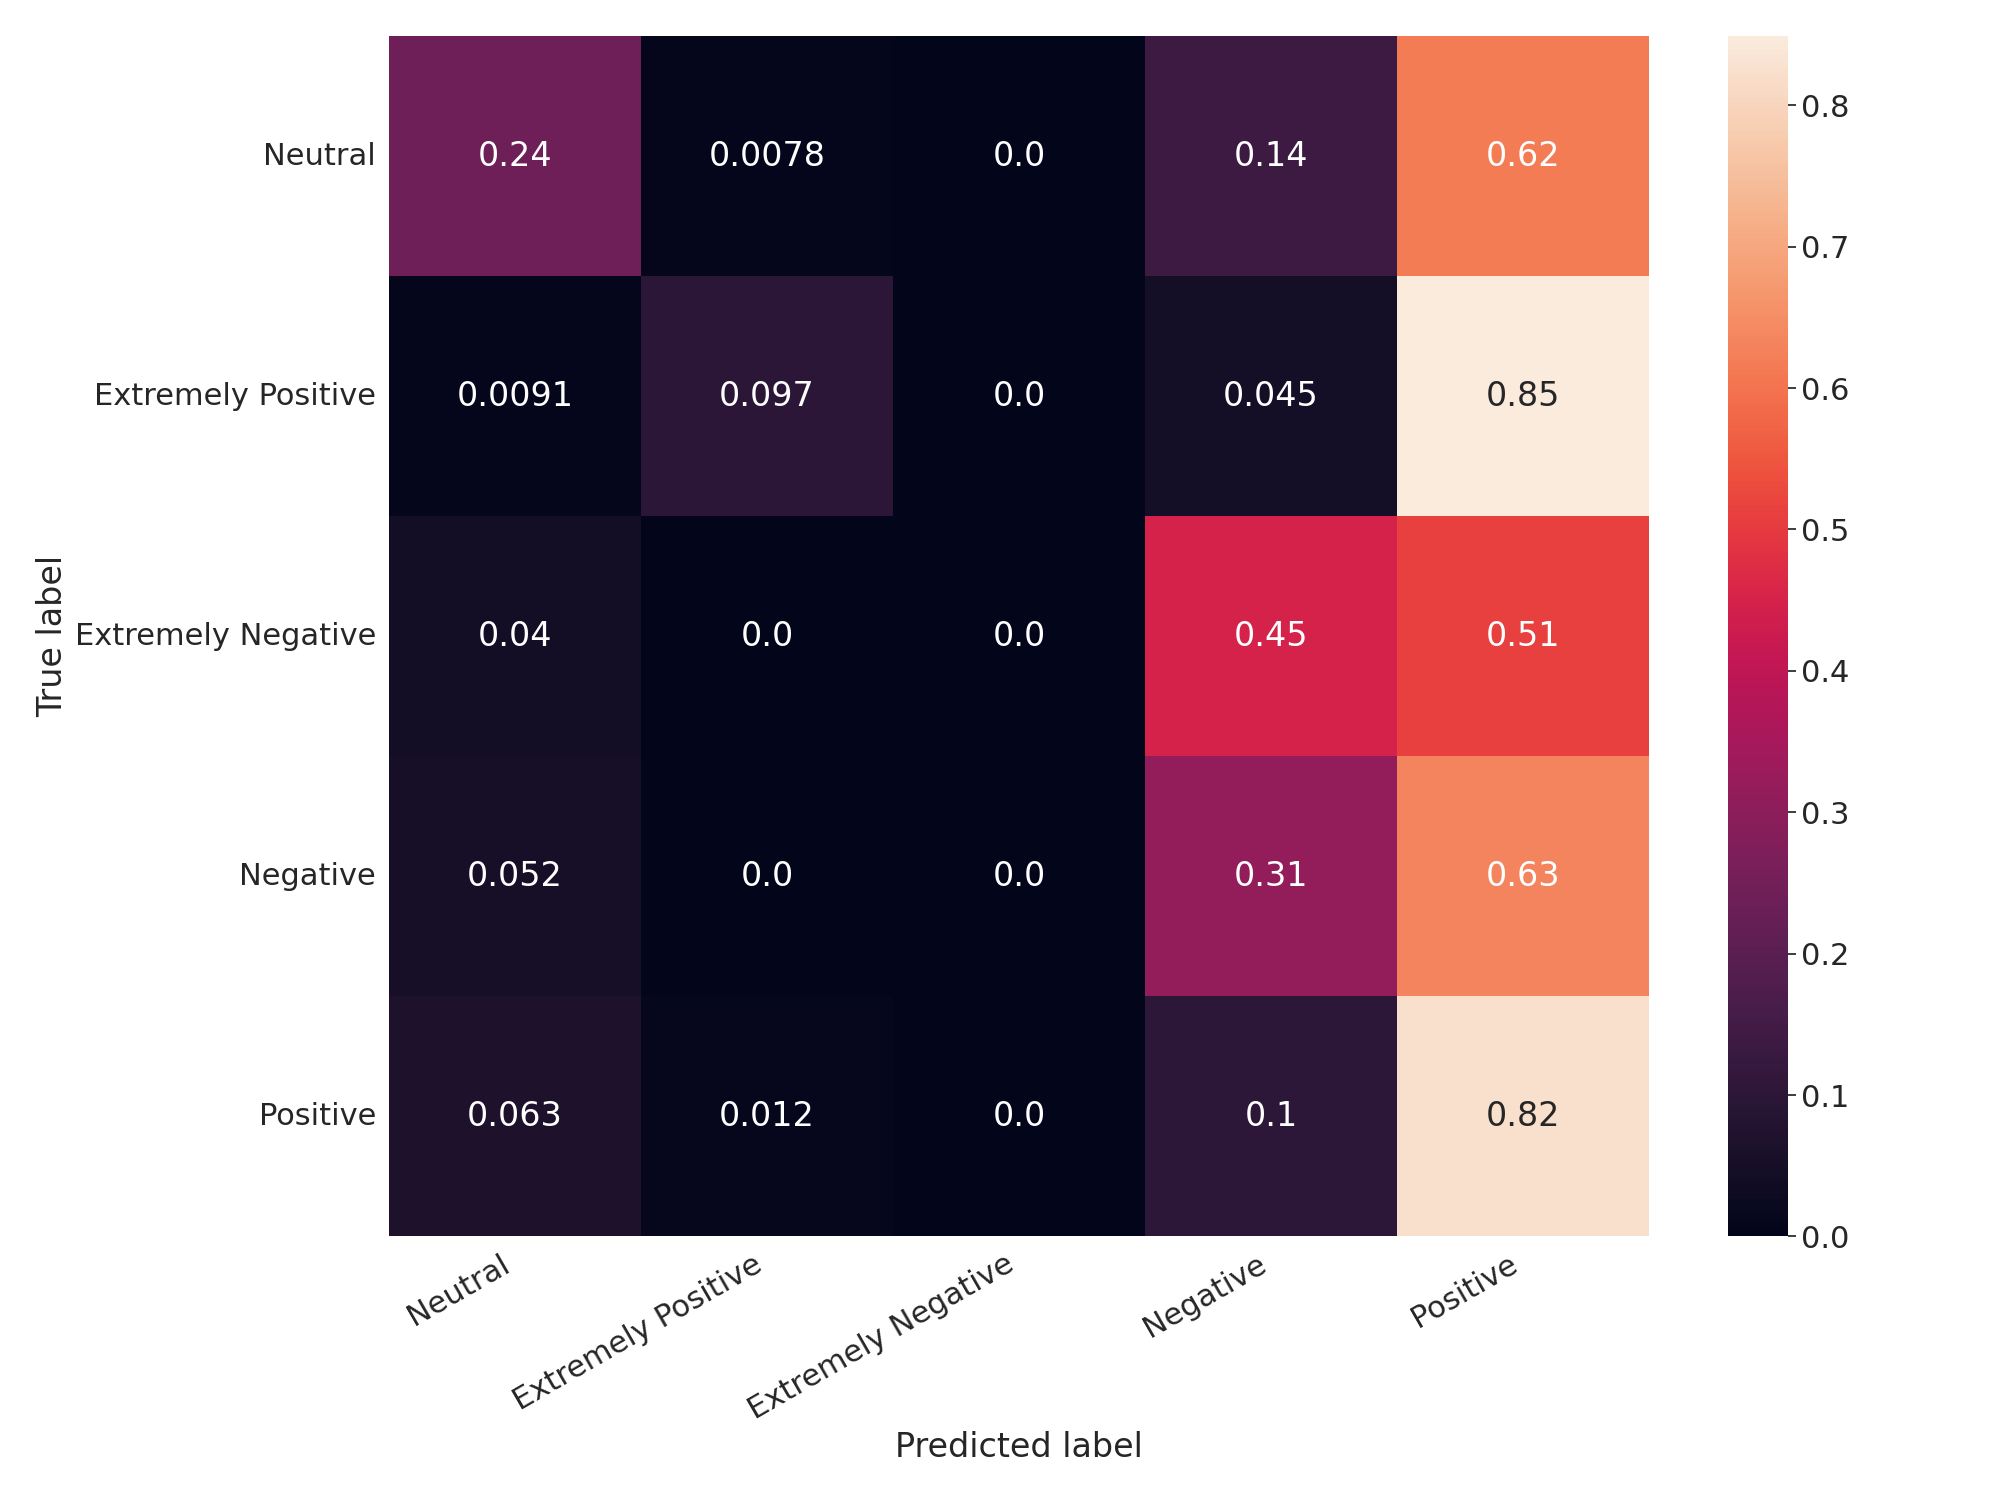 Neutral 0.24 0.0078 0.0 0.14 0.62
Extremely Positive 0.0091 0.097 0.0 0.045 0.85
Extremely Negative 0.04 0.0 0.0 0.45 0.51
Negative 0.052 0.0 0.0 0.31 0.63
Positive 0.063 0.012 0.0 0.1 0.82
True label
Neutral
Extremely Positive
Extremely Negative
Negative
Positive
Predicted label
0.8
0.7
0.6
0.5
0.4
0.3
0.2
0.1
0.0